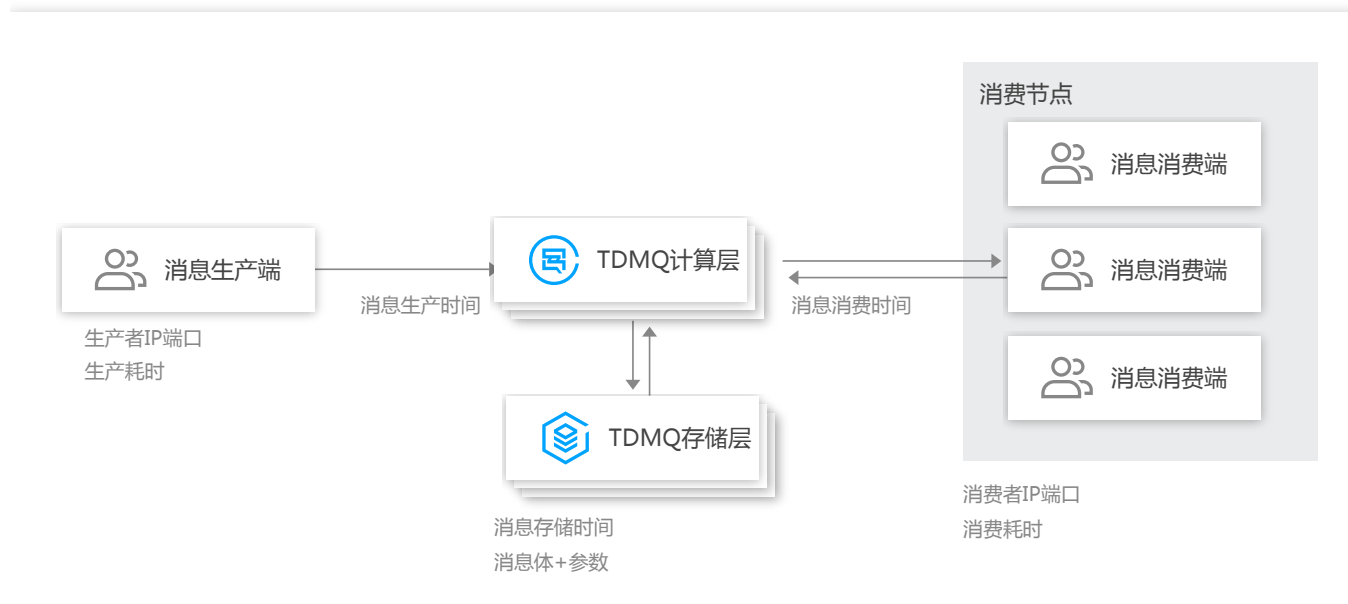 消费节点
消息消费端
消息生产端
TDMQ计算层
消息消费端
消息生产时间
消息消费时间
生产者IP端口
生产耗时
消息消费端
TDMQ存储层
消费者IP端口
消息存储时间
消费耗时
消息体+参数